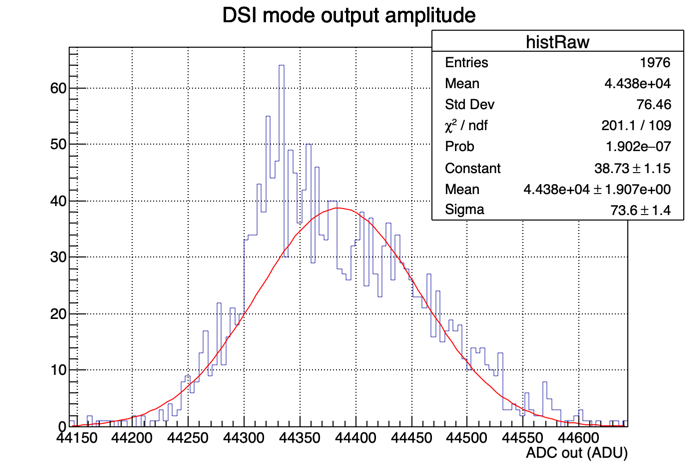 DSI mode output amplitude
histRaw
Entries 1976
Mean 4.438e+04
Std Dev 76.46
χ² / ndf 201.1 / 109
Prob 1.902e−07
Constant 38.73 ± 1.15
Mean 4.438e+04 ± 1.907e+00
Sigma 73.6 ± 1.4
60
50
40
30
20
10
0
44150 44200 44250 44300 44350 44400 44450 44500 44550 44600
ADC out (ADU)